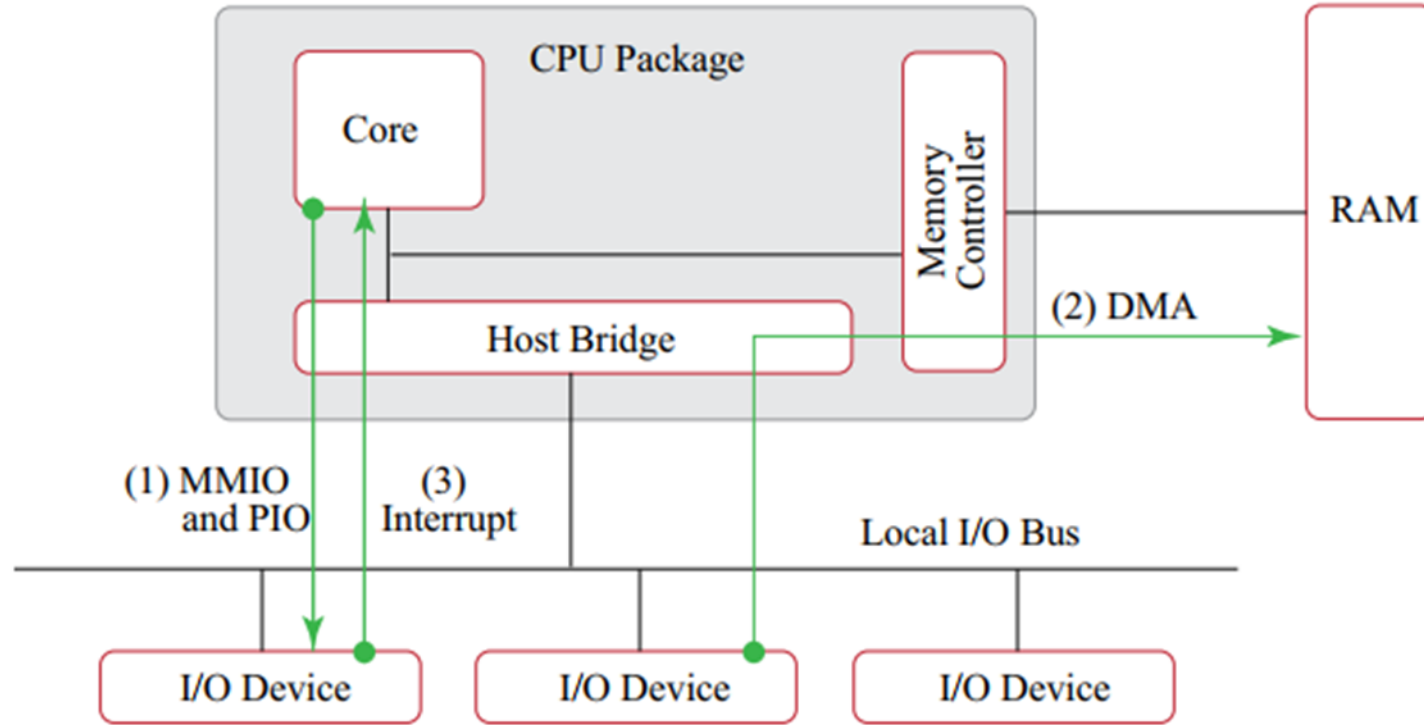 CPU Package
Core
Memory
Controller
RAM
Host Bridge
(2) DMA
(1) MMIO
and PIO
(3)
Interrupt
Local I/O Bus
I/O Device
I/O Device
I/O Device